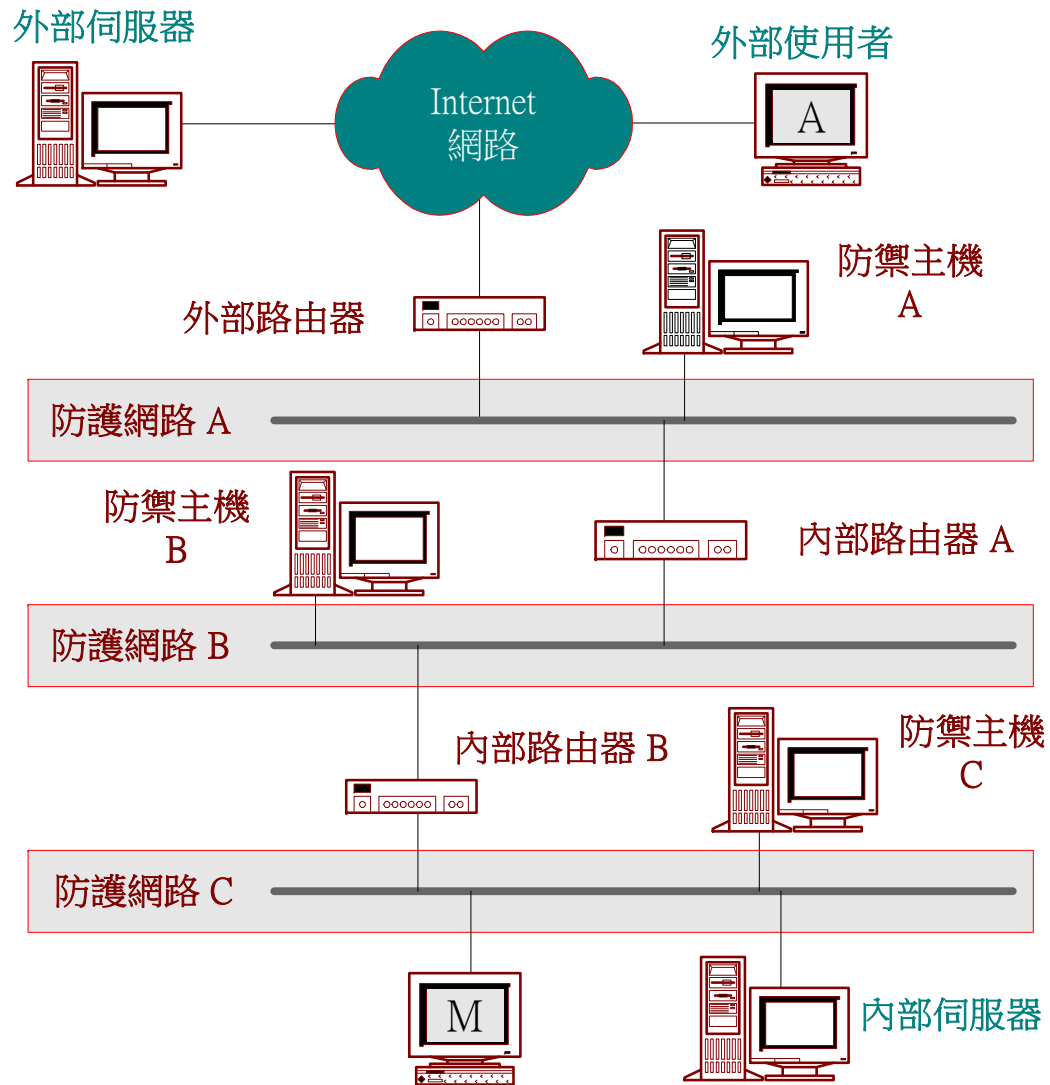 外部伺服器
外部使用者
Internet
網路
A
防禦主機
A
外部路由器
防護網路 A
防禦主機
B
內部路由器 A
防護網路 B
內部路由器 B
防禦主機
C
防護網路 C
M
內部伺服器